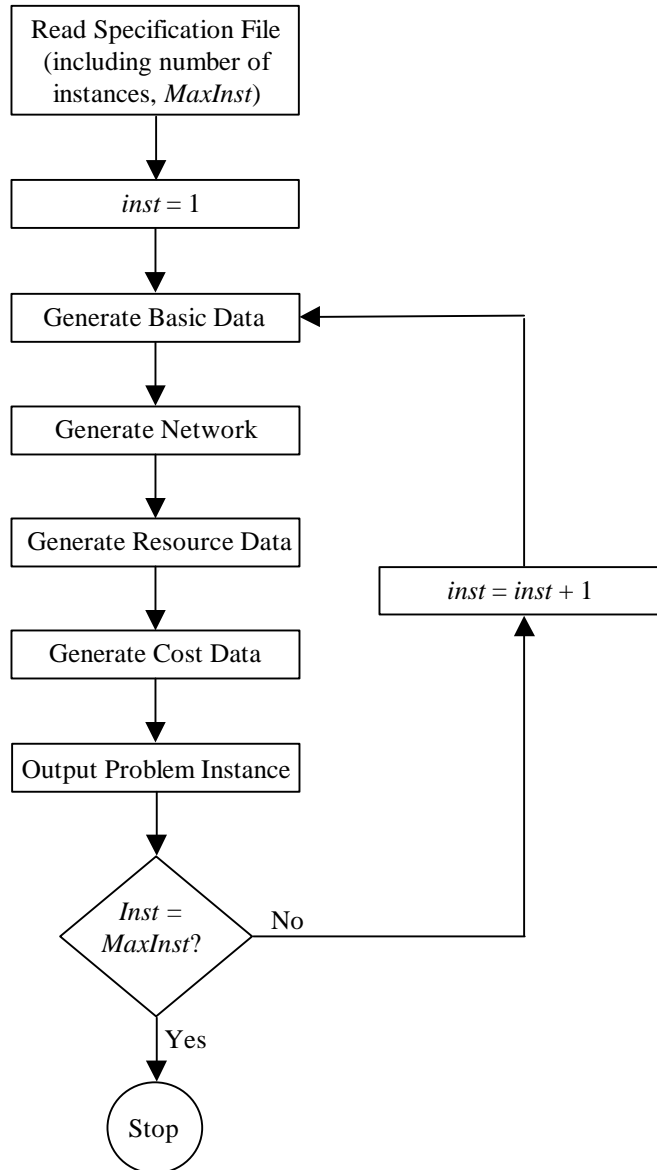 Read Specification File
(including number of
instances, MaxInst)
inst = 1
Generate Basic Data
Generate Network
Generate Resource Data
inst = inst + 1
Generate Cost Data
Output Problem Instance
Inst =
MaxInst?
No
Yes
Stop